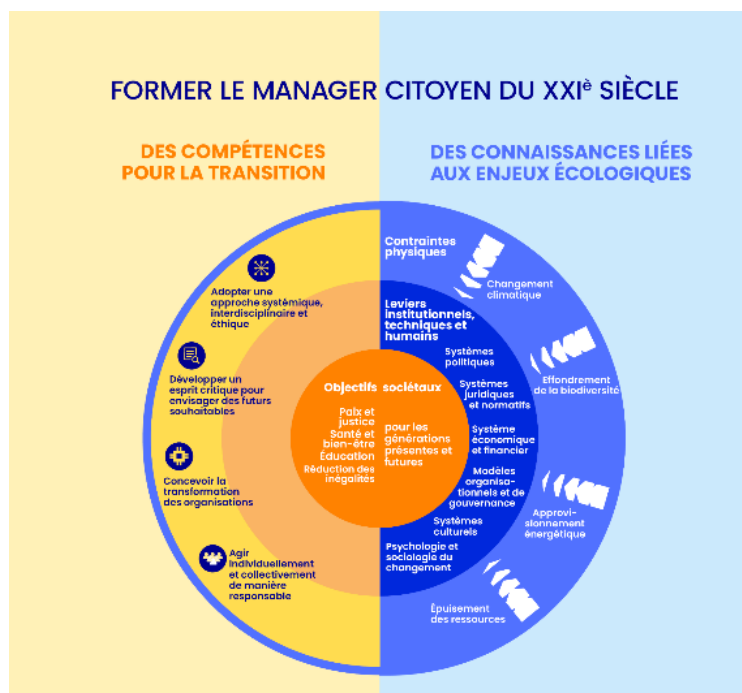 FORMER LE MANAGER CITOYEN DU XXIè SIÈCLE
DES COMPÉTENCES
POUR LA TRANSITION
DES CONNAISSANCES LIÉES
AUX ENJEUX ÉCOLOGIQUES
Adopter une
approche systémique,
interdisciplinaire et
éthique
Développer un
esprit critique pour
envisager des futurs
souhaitables
Concevoir la
transformation
des organisations
Agir
individuellement
et collectivement
de manière
responsable
Objectifs sociétaux
Paix et
justice
Santé et
bien-être
Éducation
Réduction des
inégalités
pour les
générations
présentes et
futures
Contraintes
physiques
Changement
climatique
Effondrement
de la biodiversité
Approvi-
sionnement
énergétique
Épuisement
des ressources
Leviers
institutionnels,
techniques et
humains
Systèmes
politiques
Systèmes
juridiques
et normatifs
Système
économique
et financier
Modèles
organisa-
tionnels et de
gouvernance
Systèmes
culturels
Psychologie et
sociologie du
changement